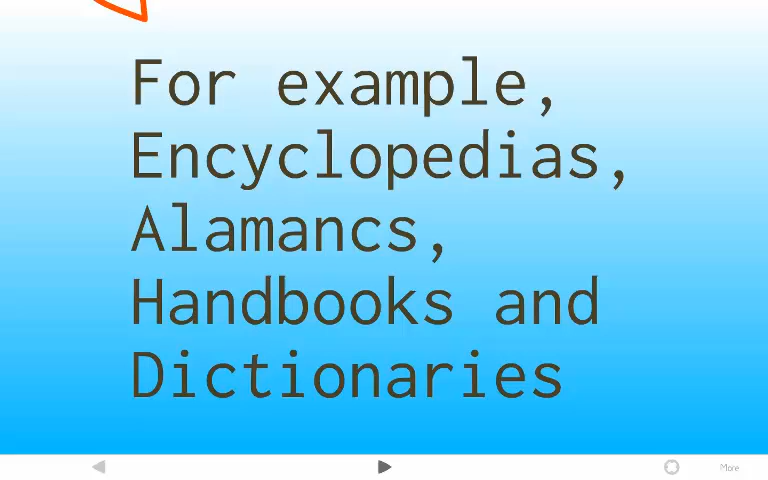 For example,
Encyclopedias,
Alamancs,
Handbooks and
Dictionaries
More